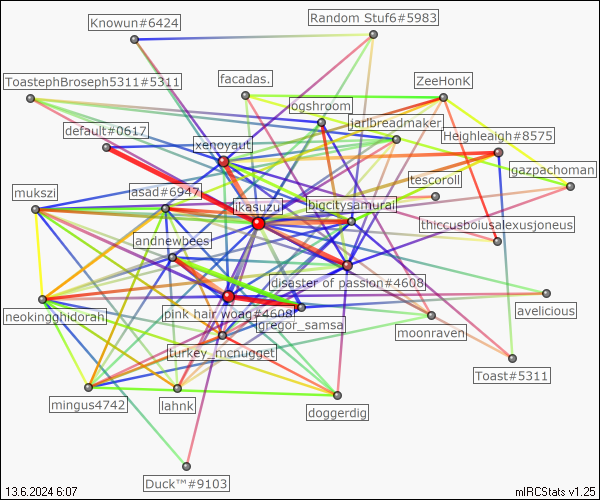 Knowun#6424
Random Stuf6#5983
ToastephBroseph5311#5311
facadas.
ZeeHonK
ogshroom
jarlbreadmaker
default#0617
xenoyaut
Heighleigh#8575
gazpachoman
mukszi
asad#6947
ikasuzu
tescoroll
bigcitysamurai
thiccusboiusalexusjoneus
andnewbees
disaster of passion#4608
neokingghidorah
pink hair woag#4608
gregor_samsa
moonraven
avelicious
turkey_mcnugget
Toast#5311
mingus4742
lahnk
doggerdig
Duck™#9103
13.6.2024 6:07
mIRCStats v1.25